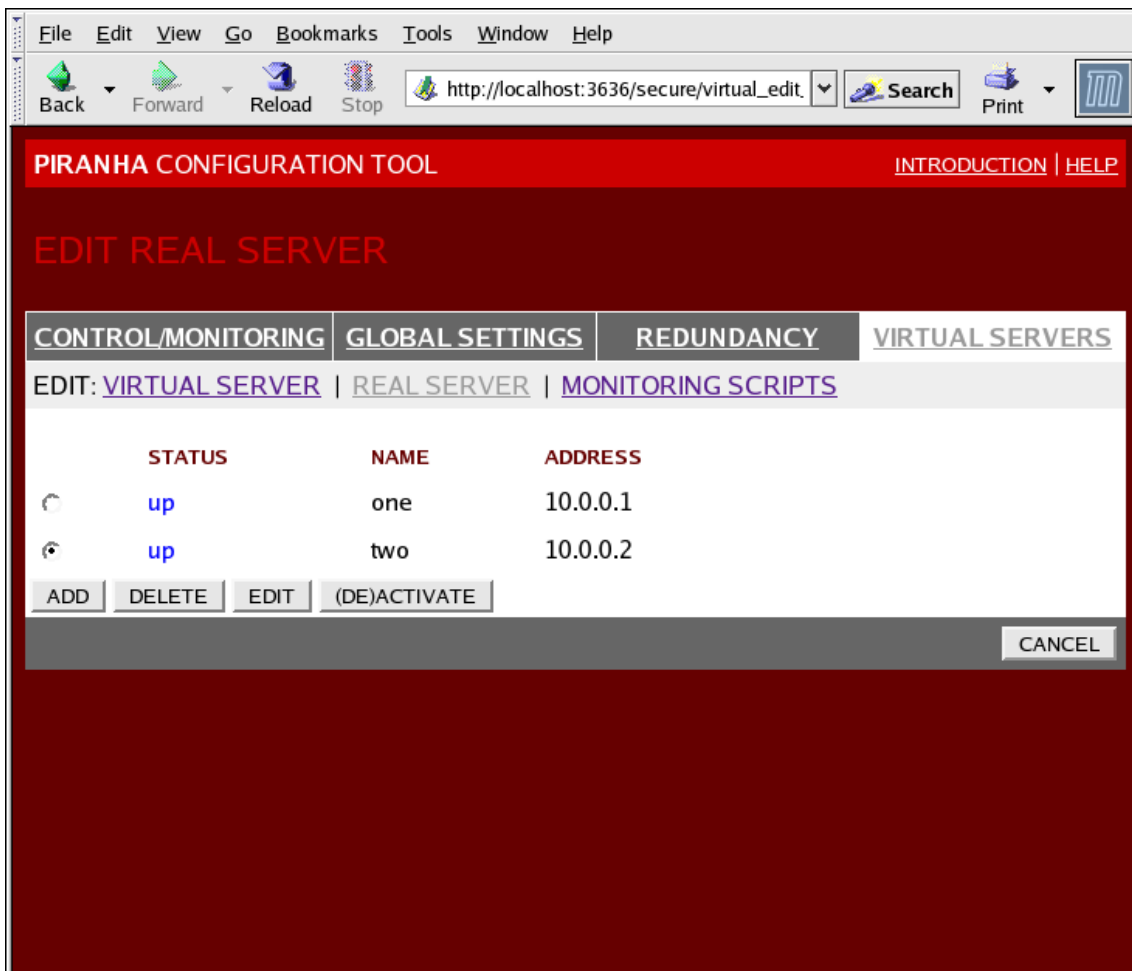 File Edit View Go Bookmarks Tools Window Help
Back Forward Reload Stop http://localhost:3636/secure/virtual_edit. Search Print
PIRANHA CONFIGURATION TOOL INTRODUCTION | HELP
EDIT REAL SERVER
CONTROL/MONITORING GLOBAL SETTINGS REDUNDANCY VIRTUAL SERVERS
EDIT: VIRTUAL SERVER | REAL SERVER | MONITORING SCRIPTS
STATUS NAME ADDRESS
up one 10.0.0.1
up two 10.0.0.2
ADD DELETE EDIT (DE)ACTIVATE
CANCEL